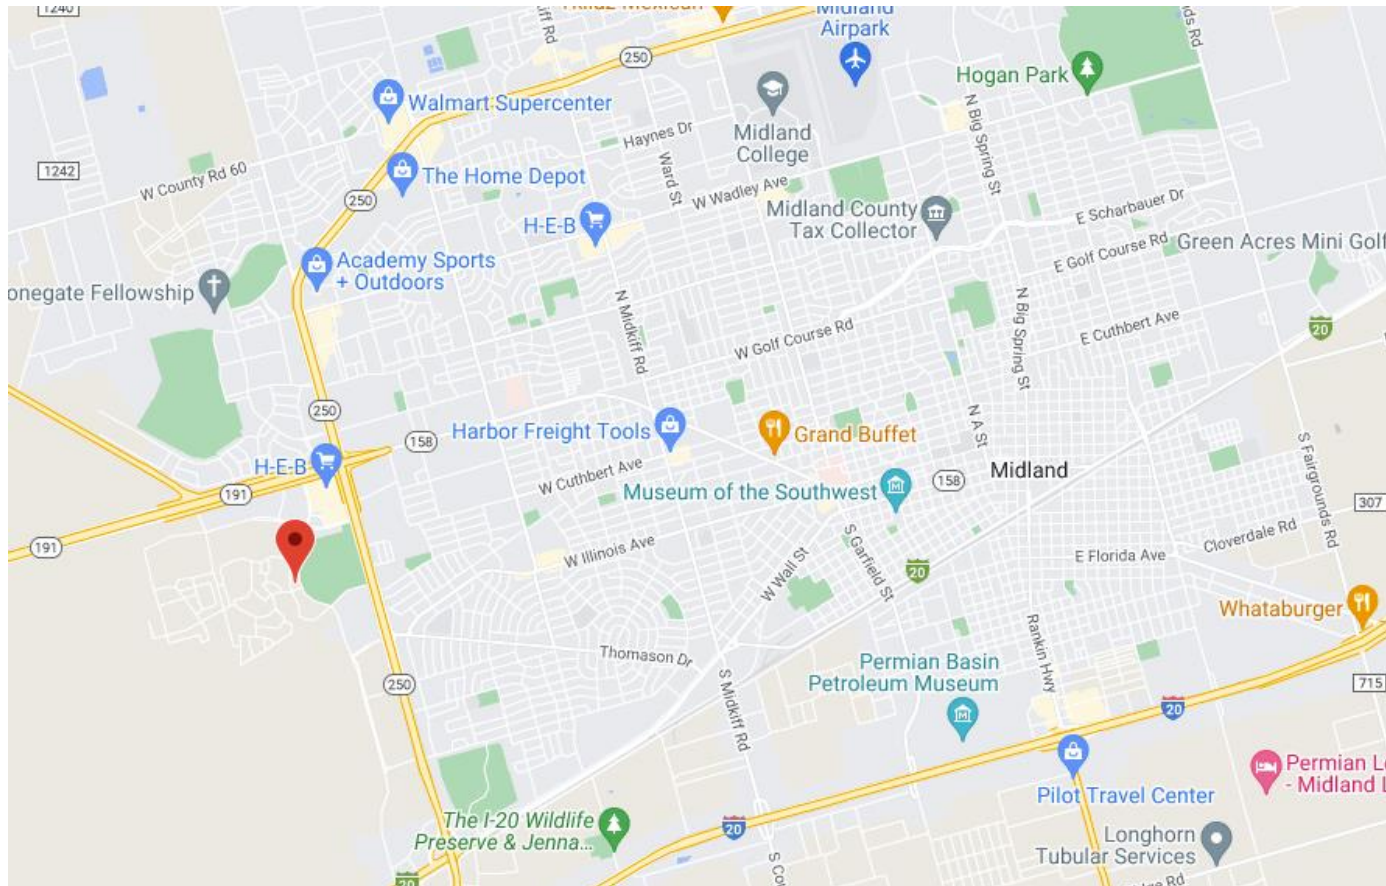 1240
Midland
Airpark
250
Hogan Park
Walmart Supercenter
Haynes Dr
Midland
College
N Big Spring St
1242
W County Rd 60
The Home Depot
Ward St
W Wadley Ave
250
H-E-B
Midland County
Tax Collector
E Scharbauer Dr
E Golf Course Rd
Green Acres Mini Golf
Academy Sports
+ Outdoors
onegate Fellowship
N Midkiff Rd
W Golf Course Rd
N Big Spring St
E Cuthbert Ave
20
250
158
Harbor Freight Tools
Grand Buffet
N A St
H-E-B
W Cuthbert Ave
Museum of the Southwest
158
Midland
S Fairgrounds Rd
191
307
191
W Illinois Ave
W Wall St
S Garfield St
20
E Florida Ave
Cloverdale Rd
Whataburger
Thomason Dr
Rankin Hwy
Permian Basin
Petroleum Museum
250
S Midkiff Rd
715
20
Permian L
- Midland L
Pilot Travel Center
The I-20 Wildlife
Preserve & Jenna...
20
Longhorn
Tubular Services
20